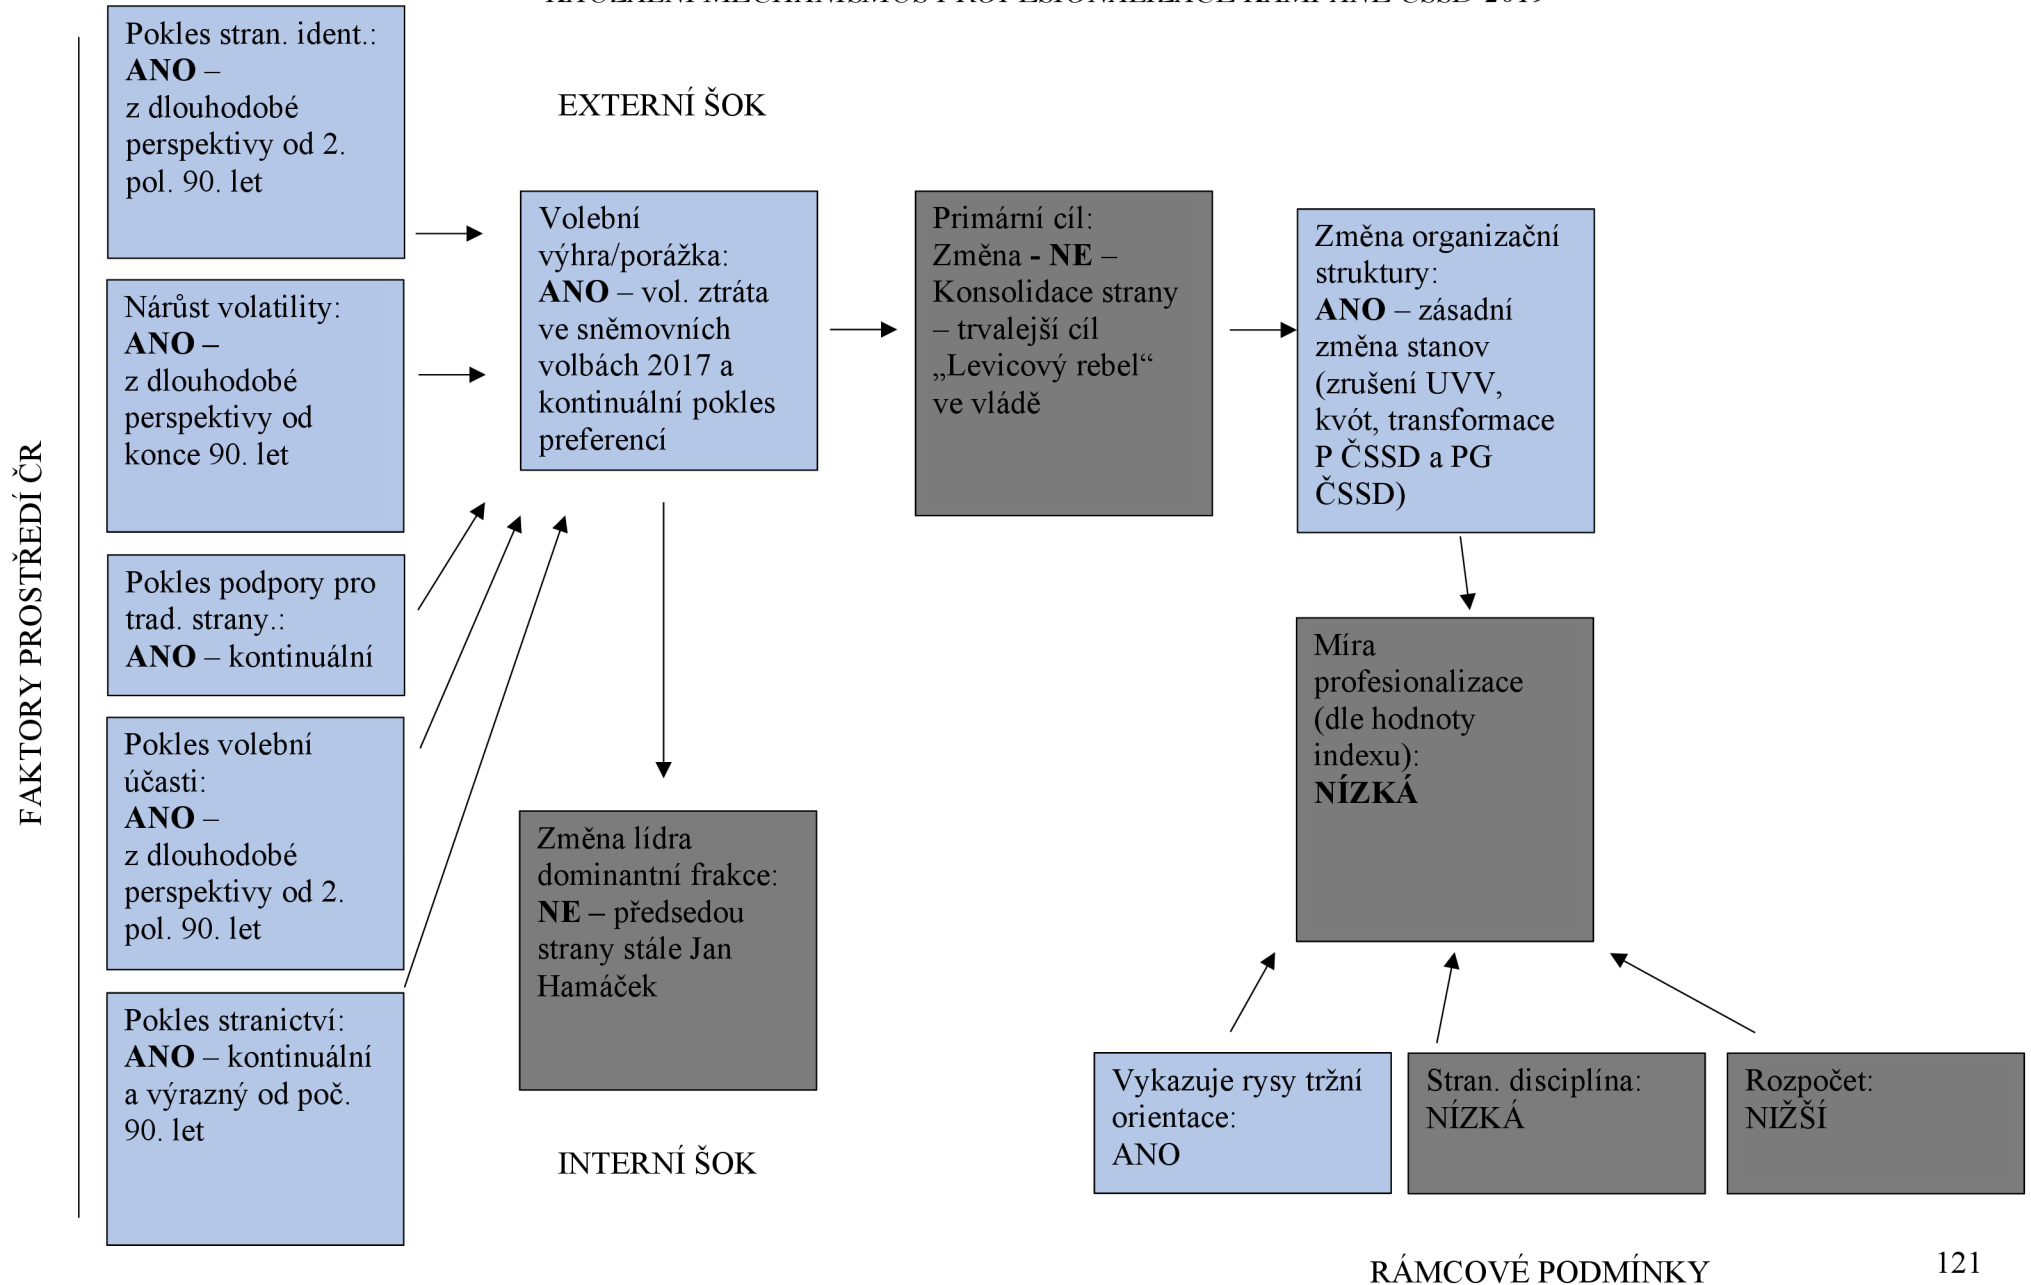 KAUZÁLNÍ MECHANISMUS PROFESIONALIZACE KAMPANĚ ČSSD 2019
Pokles stran. ident.:
ANO –
z dlouhodobé
perspektivy od 2.
pol. 90. let
EXTERNÍ ŠOK
Nárůst volatility:
ANO –
z dlouhodobé
perspektivy od
konce 90. let
Pokles podpory pro
trad. strany.:
ANO – kontinuální
Pokles volební
účasti:
ANO –
z dlouhodobé
perspektivy od 2.
pol. 90. let
Pokles stranictví:
ANO – kontinuální
a výrazný od poč.
90. let
FAKTORY PROSTŘEDÍ ČR
Volební
výhra/porážka:
ANO – vol. ztráta
ve sněmovních
volbách 2017 a
kontinuální pokles
preferencí
Změna lídra
dominantní frakce:
NE – předsedou
strany stále Jan
Hamáček
INTERNÍ ŠOK
Primární cíl:
Změna - NE –
Konsolidace strany
– trvalejší cíl
„Levicový rebel“
ve vládě
Změna organizační
struktury:
ANO – zásadní
změna stanov
(zrušení UVV,
kvót, transformace
P ČSSD a PG
ČSSD)
Míra
profesionalizace
(dle hodnoty
indexu):
NÍZKÁ
Vykazuje rysy tržní
orientace:
ANO
Stran. disciplína:
NÍZKÁ
Rozpočet:
NIŽŠÍ
RÁMCOVÉ PODMÍNKY
121